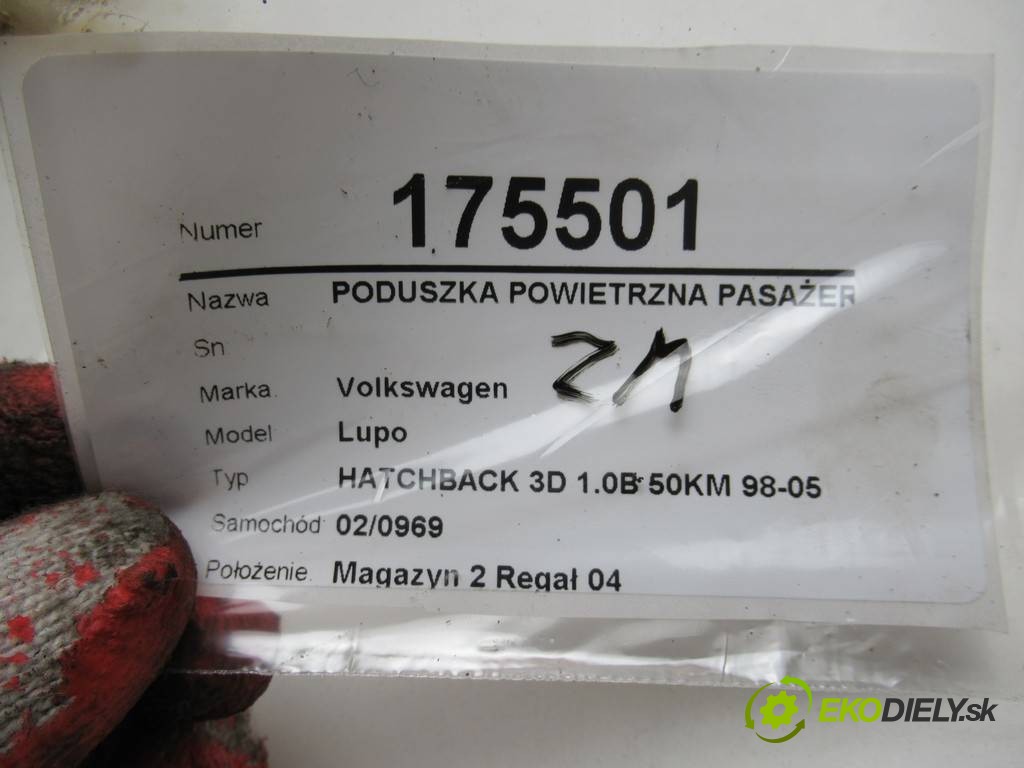 Numer 175501
Nazwa PODUSZKA POWIETRZNA PASAŻER
Sn
Marka Volkswagen
Model Lupo
Typ HATCHBACK 3D 1.0B 50KM 98-05
Samochód 02/0969
Położenie Magazyn 2 Regał 04
EKODIELY.sk